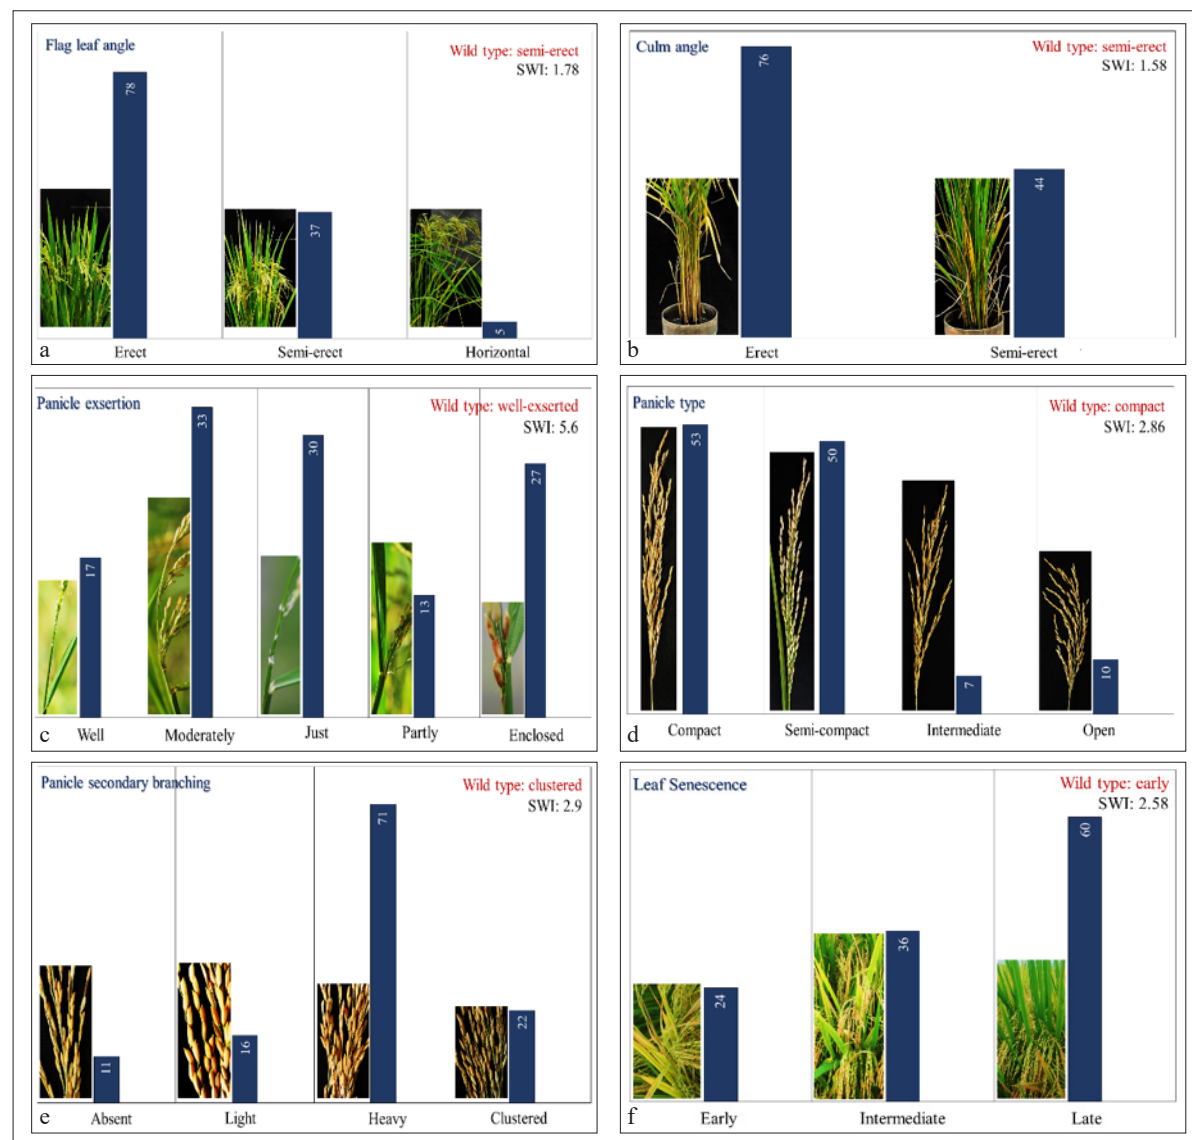 Flag leaf angle
Wild type: semi-erect
SWI: 1.78
78
37
5
a
Erect
Semi-erect
Horizontal
Culm angle
Wild type: semi-erect
SWI: 1.58
76
44
b
Erect
Semi-erect
Panicle exsertion
Wild type: well-exserted
SWI: 5.6
17
33
30
13
27
c
Well
Moderately
Just
Partly
Enclosed
Panicle type
Wild type: compact
SWI: 2.86
53
50
7
10
d
Compact
Semi-compact
Intermediate
Open
Panicle secondary branching
Wild type: clustered
SWI: 2.9
11
16
71
22
e
Absent
Light
Heavy
Clustered
Leaf Senescence
Wild type: early
SWI: 2.58
24
36
60
f
Early
Intermediate
Late